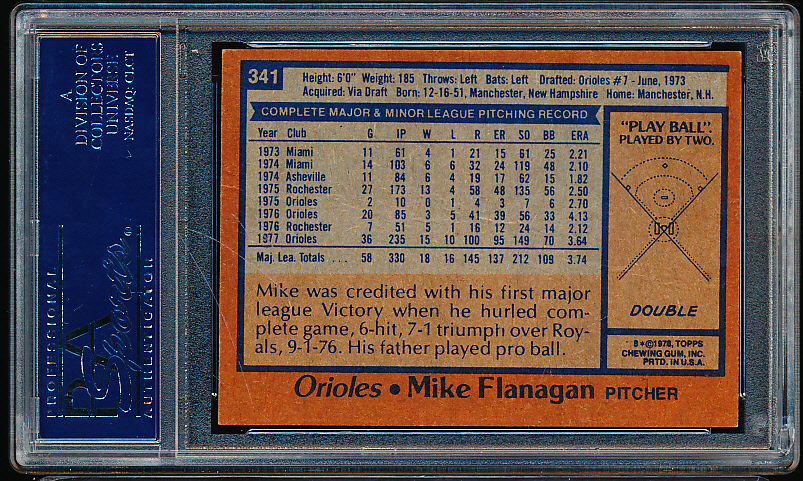 A
DIVISION OF
COLLECTORS
UNIVERSE
NASDAQ: CLCT
PROFESSIONAL
PSA
Sports
AUTHENTICATOR
341
Height: 6'0" Weight: 185 Throws: Left Bats: Left Drafted: Orioles #7 - June, 1973
Acquired: Via Draft Born: 12-16-51, Manchester, New Hampshire Home: Manchester, N.H.
COMPLETE MAJOR & MINOR LEAGUE PITCHING RECORD
Year Club G IP W L R ER SO BB ERA
1973 Miami 11 61 4 1 21 15 61 25 2.21
1974 Miami 14 103 6 6 32 24 119 48 2.10
1974 Asheville 11 84 6 4 19 17 62 15 1.82
1975 Rochester 27 173 13 4 58 48 135 56 2.50
1975 Orioles 2 10 0 1 4 3 7 6 2.70
1976 Orioles 20 85 3 5 41 39 56 33 4.13
1976 Rochester 7 51 5 1 16 12 24 14 2.12
1977 Orioles 36 235 15 10 100 95 149 70 3.64
Maj. Lea. Totals . . . 58 330 18 16 145 137 212 109 3.74
Mike was credited with his first major
league Victory when he hurled com-
plete game, 6-hit, 7-1 triumph over Roy-
als, 9-1-76. His father played pro ball.
"PLAY BALL".
PLAYED BY TWO.
DOUBLE
B*©1978, TOPPS
CHEWING GUM, INC.
PRTD. IN U.S.A.
Orioles • Mike Flanagan PITCHER